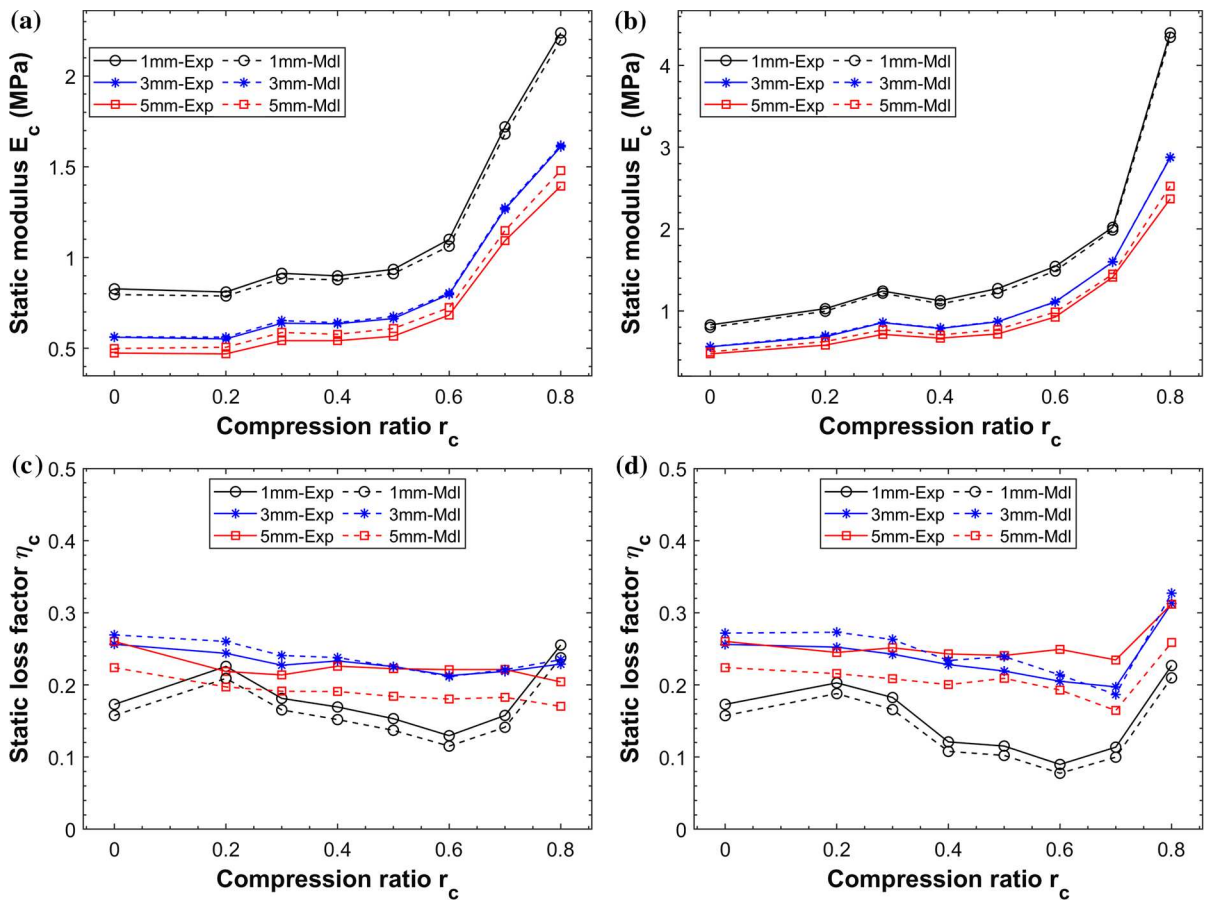 (a)
Static modulus E_c (MPa)
2
1.5
1
0.5
1mm-Exp 1mm-Mdl
3mm-Exp 3mm-Mdl
5mm-Exp 5mm-Mdl
0 0.2 0.4 0.6 0.8
Compression ratio r_c
(b)
Static modulus E_c (MPa)
4
3
2
1
1mm-Exp 1mm-Mdl
3mm-Exp 3mm-Mdl
5mm-Exp 5mm-Mdl
0 0.2 0.4 0.6 0.8
Compression ratio r_c
(c)
Static loss factor η_c
0.5
0.4
0.3
0.2
0.1
0
1mm-Exp 1mm-Mdl
3mm-Exp 3mm-Mdl
5mm-Exp 5mm-Mdl
0 0.2 0.4 0.6 0.8
Compression ratio r_c
(d)
Static loss factor η_c
0.5
0.4
0.3
0.2
0.1
0
1mm-Exp 1mm-Mdl
3mm-Exp 3mm-Mdl
5mm-Exp 5mm-Mdl
0 0.2 0.4 0.6 0.8
Compression ratio r_c